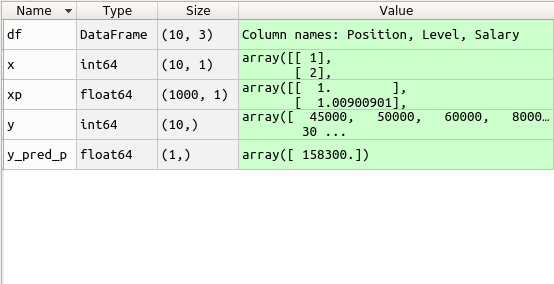 Name Type Size Value
df DataFrame (10, 3) Column names: Position, Level, Salary
x int64 (10, 1) array([[ 1],
[ 2],
xp float64 (1000, 1) array([[ 1. ],
[ 1.00900901],
y int64 (10,) array([ 45000, 50000, 60000, 8000…
30 ...
y_pred_p float64 (1,) array([ 158300.])